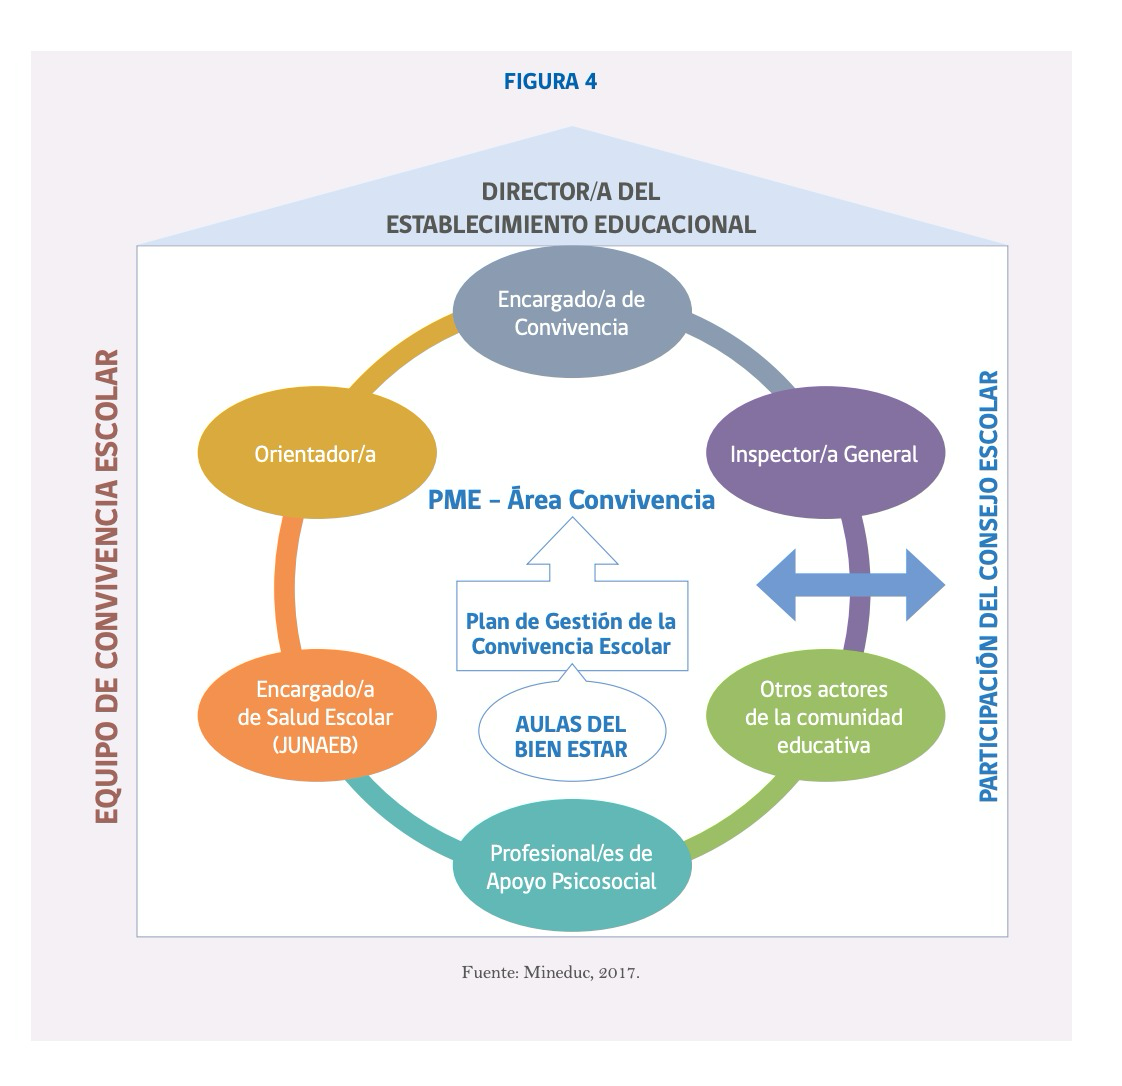 FIGURA 4
DIRECTOR/A DEL
ESTABLECIMIENTO EDUCACIONAL
Encargado/a de
Convivencia
Orientador/a
Inspector/a General
EQUIPO DE CONVIVENCIA ESCOLAR
PARTICIPACIÓN DEL CONSEJO ESCOLAR
PME – Área Convivencia
Plan de Gestión de la
Convivencia Escolar
Encargado/a
de Salud Escolar
(JUNAEB)
AULAS DEL
BIEN ESTAR
Otros actores
de la comunidad
educativa
Profesional/es de
Apoyo Psicosocial
Fuente: Mineduc, 2017.